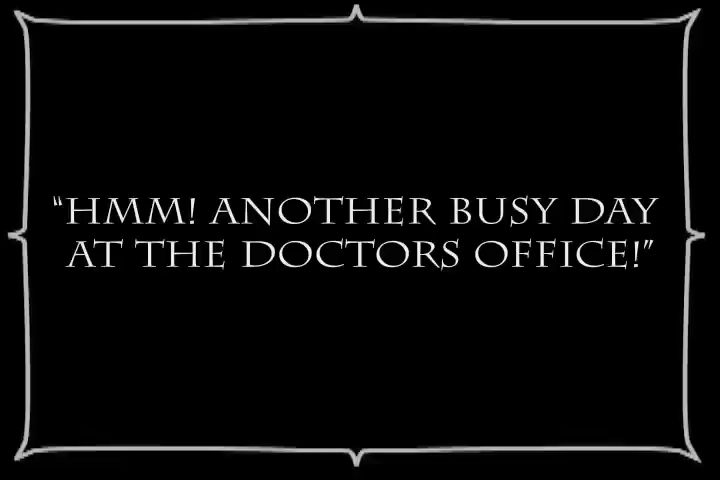 “HMM! ANOTHER BUSY DAY
AT THE DOCTORS OFFICE!”